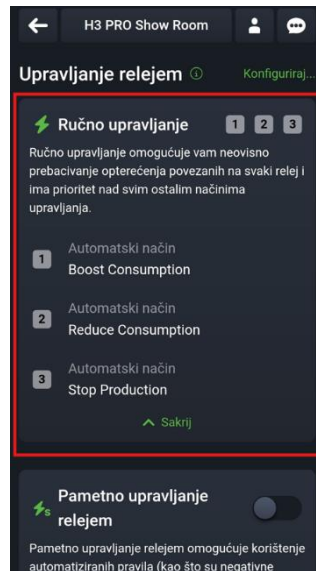 H3 PRO Show Room
Upravljanje relejem
Konfiguriraj...
Ručno upravljanje 1 2 3
Ručno upravljanje omogućuje vam neovisno
prebacivanje opterećenja povezanih na svaki relej i
ima prioritet nad svim ostalim načinima
upravljanja.
Automatski način
1 Boost Consumption
Automatski način
2 Reduce Consumption
Automatski način
3 Stop Production
Sakrij
Pametno upravljanje
relejem
Pametno upravljanje relejem omogućuje korištenje
automatiziranih pravila (kao što su negativne